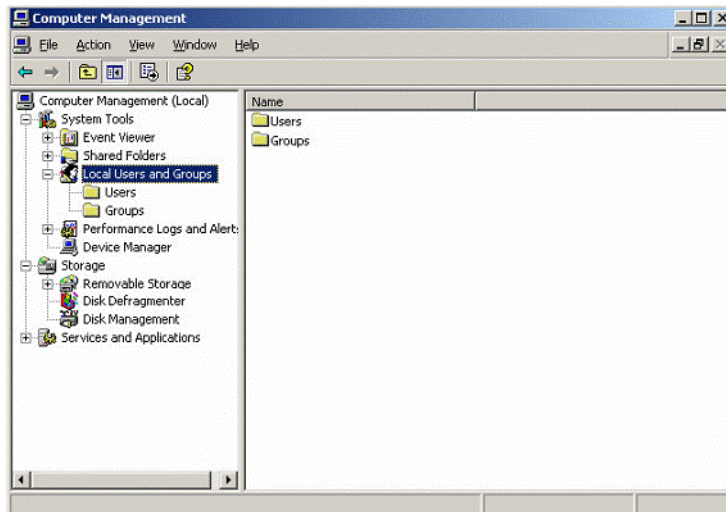 Computer Management
File Action View Window Help
Computer Management (Local)
System Tools
Event Viewer
Shared Folders
Local Users and Groups
Users
Groups
Performance Logs and Alert
Device Manager
Storage
Removable Storage
Disk Defragmenter
Disk Management
Services and Applications
Name
Users
Groups